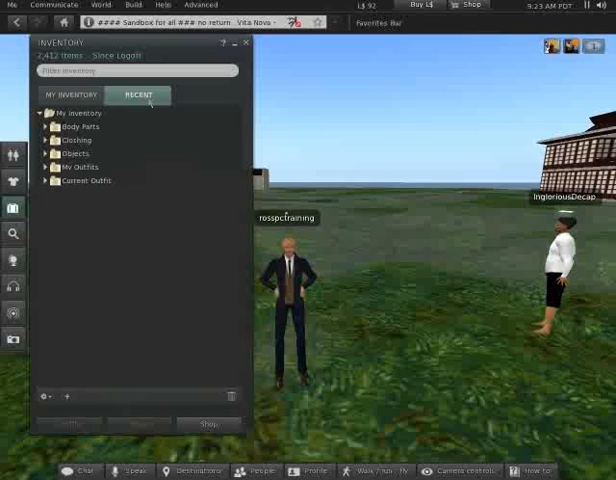 Me Communicate World Build Help Advanced L$ 92 Buy L$ Shop 9:23 AM PDT
#### Sandbox for all ### no return Vita Nova Favorites Bar
INVENTORY
2,412 Items Since Logoff
Filter Inventory
MY INVENTORY RECENT
My Inventory
Body Parts
Clothing
Objects
My Outfits
Current Outfit
rosspctraining
IngloriousDecap
Shop
Chat Speak Destinations People Profile Walk / run / fly Camera controls How to